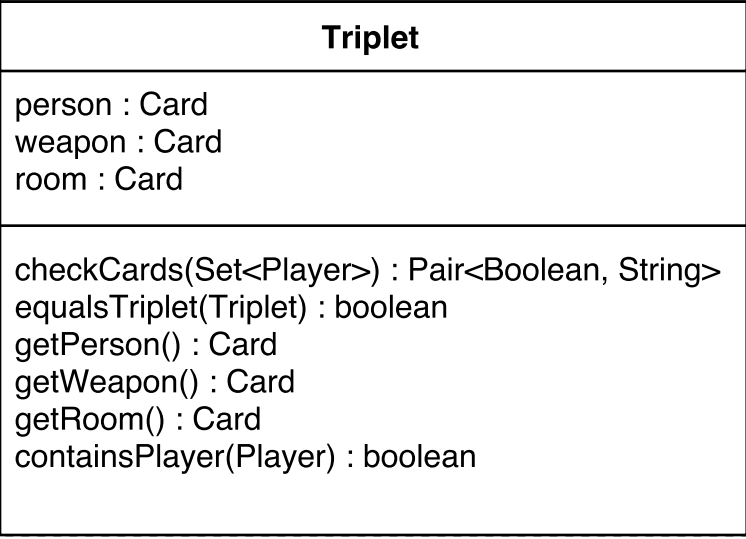 Triplet
person : Card
weapon : Card
room : Card
checkCards(Set<Player>) : Pair<Boolean, String>
equalsTriplet(Triplet) : boolean
getPerson() : Card
getWeapon() : Card
getRoom() : Card
containsPlayer(Player) : boolean